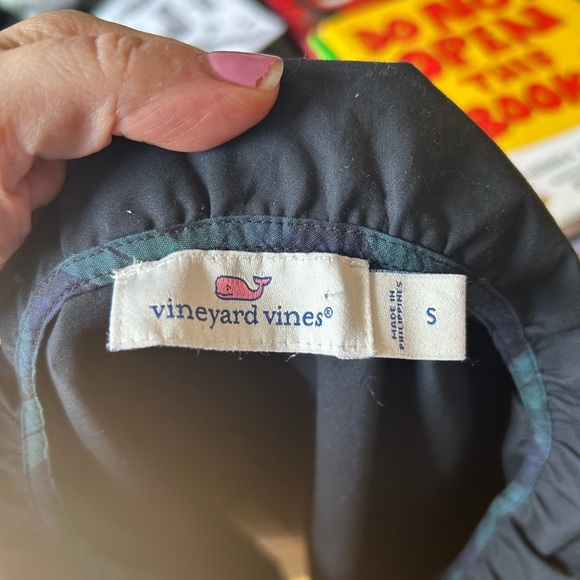 DO NOT
OPEN
THIS
BOOK
vineyard vines®
MADE IN
PHILIPPINES
S